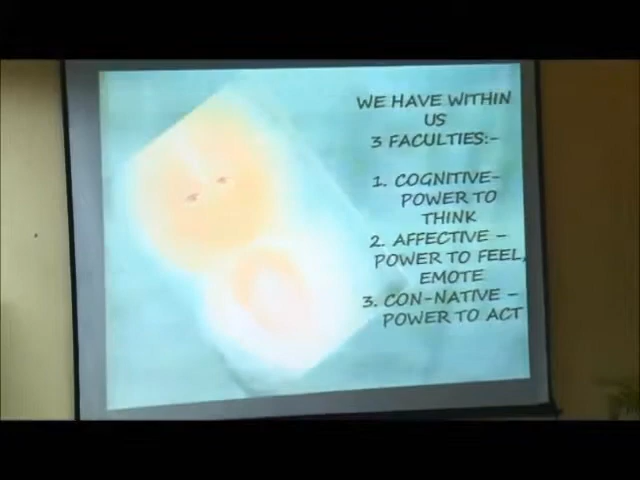 WE HAVE WITHIN
US
3 FACULTIES:-
1. COGNITIVE-
POWER TO
THINK
2. AFFECTIVE -
POWER TO FEEL,
EMOTE
3. CON-NATIVE -
POWER TO ACT